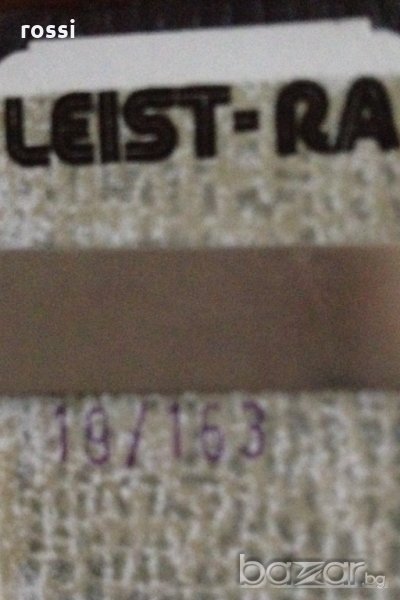 rossi
LEIST-RA
19/163
bazar.bg